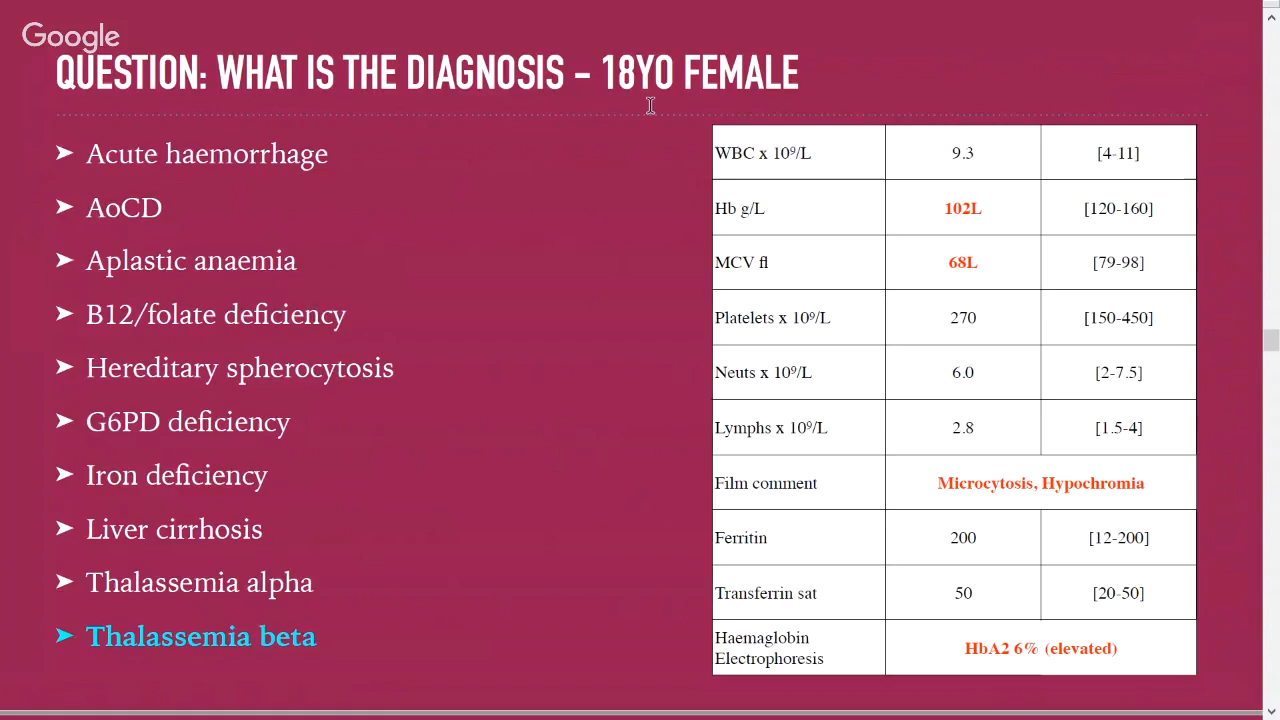 Google
QUESTION: WHAT IS THE DIAGNOSIS – 18YO FEMALE
➤ Acute haemorrhage
➤ AoCD
➤ Aplastic anaemia
➤ B12/folate deficiency
➤ Hereditary spherocytosis
➤ G6PD deficiency
➤ Iron deficiency
➤ Liver cirrhosis
➤ Thalassemia alpha
➤ Thalassemia beta
WBC x 10⁹/L 9.3 [4-11]
Hb g/L 102L [120-160]
MCV fl 68L [79-98]
Platelets x 10⁹/L 270 [150-450]
Neuts x 10⁹/L 6.0 [2-7.5]
Lymphs x 10⁹/L 2.8 [1.5-4]
Film comment Microcytosis, Hypochromia
Ferritin 200 [12-200]
Transferrin sat 50 [20-50]
Haemaglobin
Electrophoresis HbA2 6% (elevated)